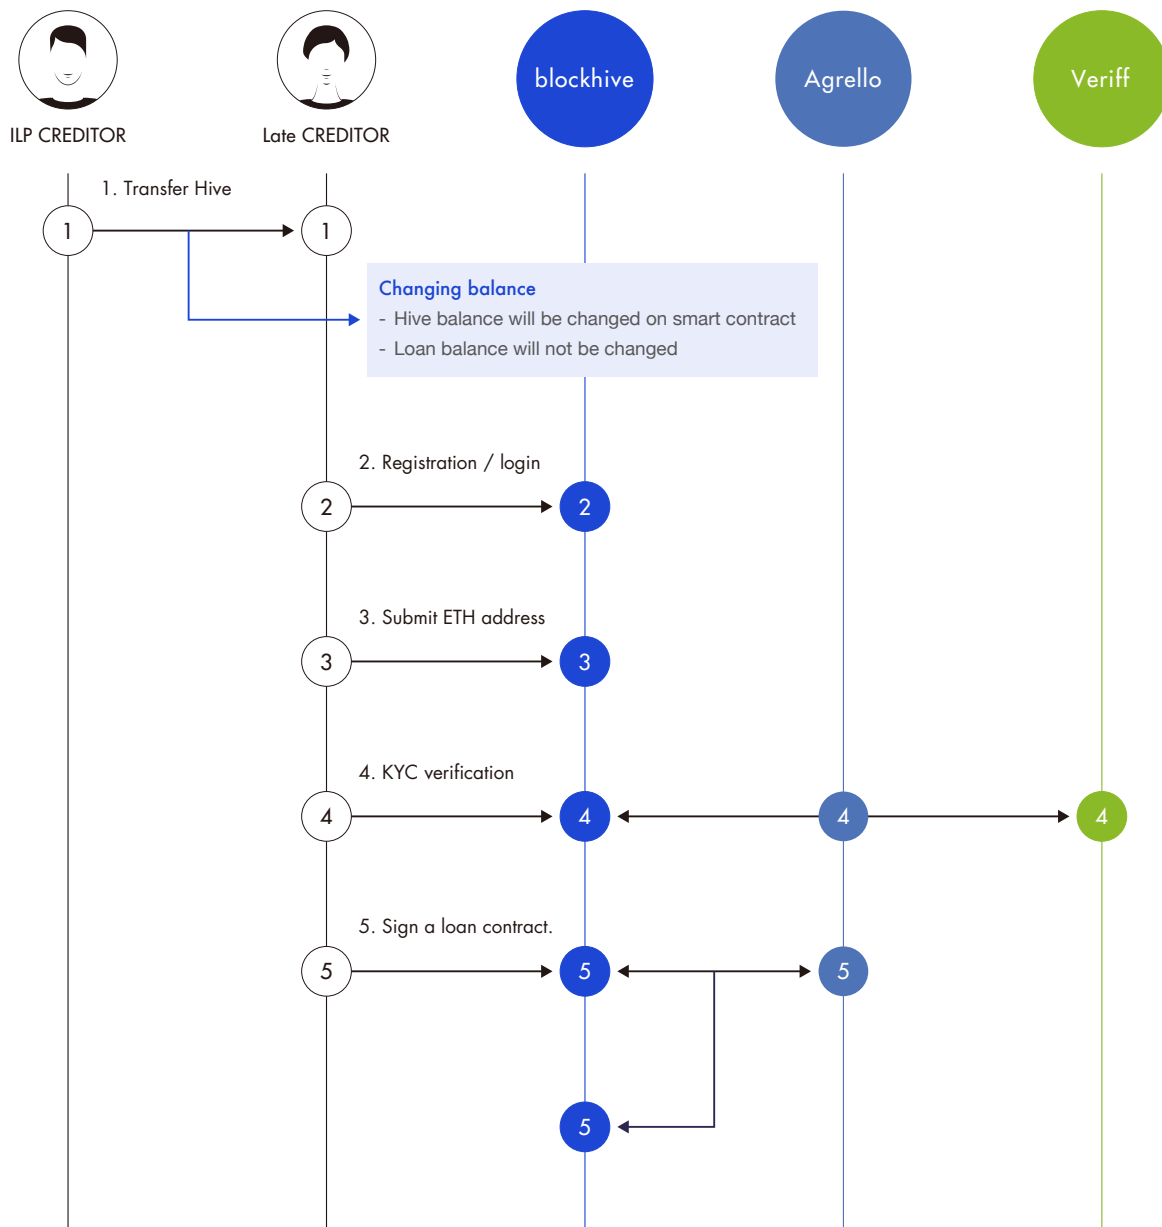 blockhive
Agrello
Veriff
ILP CREDITOR
Late CREDITOR
1. Transfer Hive
1
1
Changing balance
- Hive balance will be changed on smart contract
- Loan balance will not be changed
2. Registration / login
2
2
3. Submit ETH address
3
3
4. KYC verification
4
4
4
4
5. Sign a loan contract.
5
5
5
5